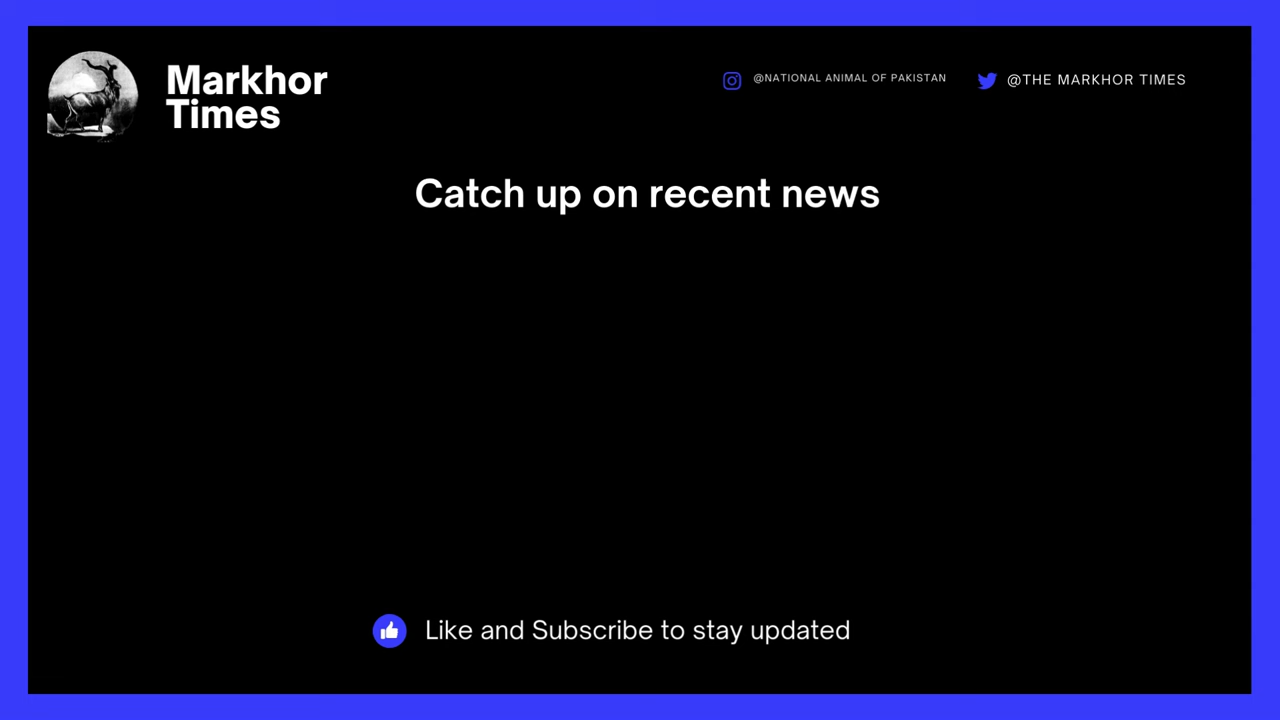 Markhor
Times
@NATIONAL ANIMAL OF PAKISTAN
@THE MARKHOR TIMES
Catch up on recent news
Like and Subscribe to stay updated